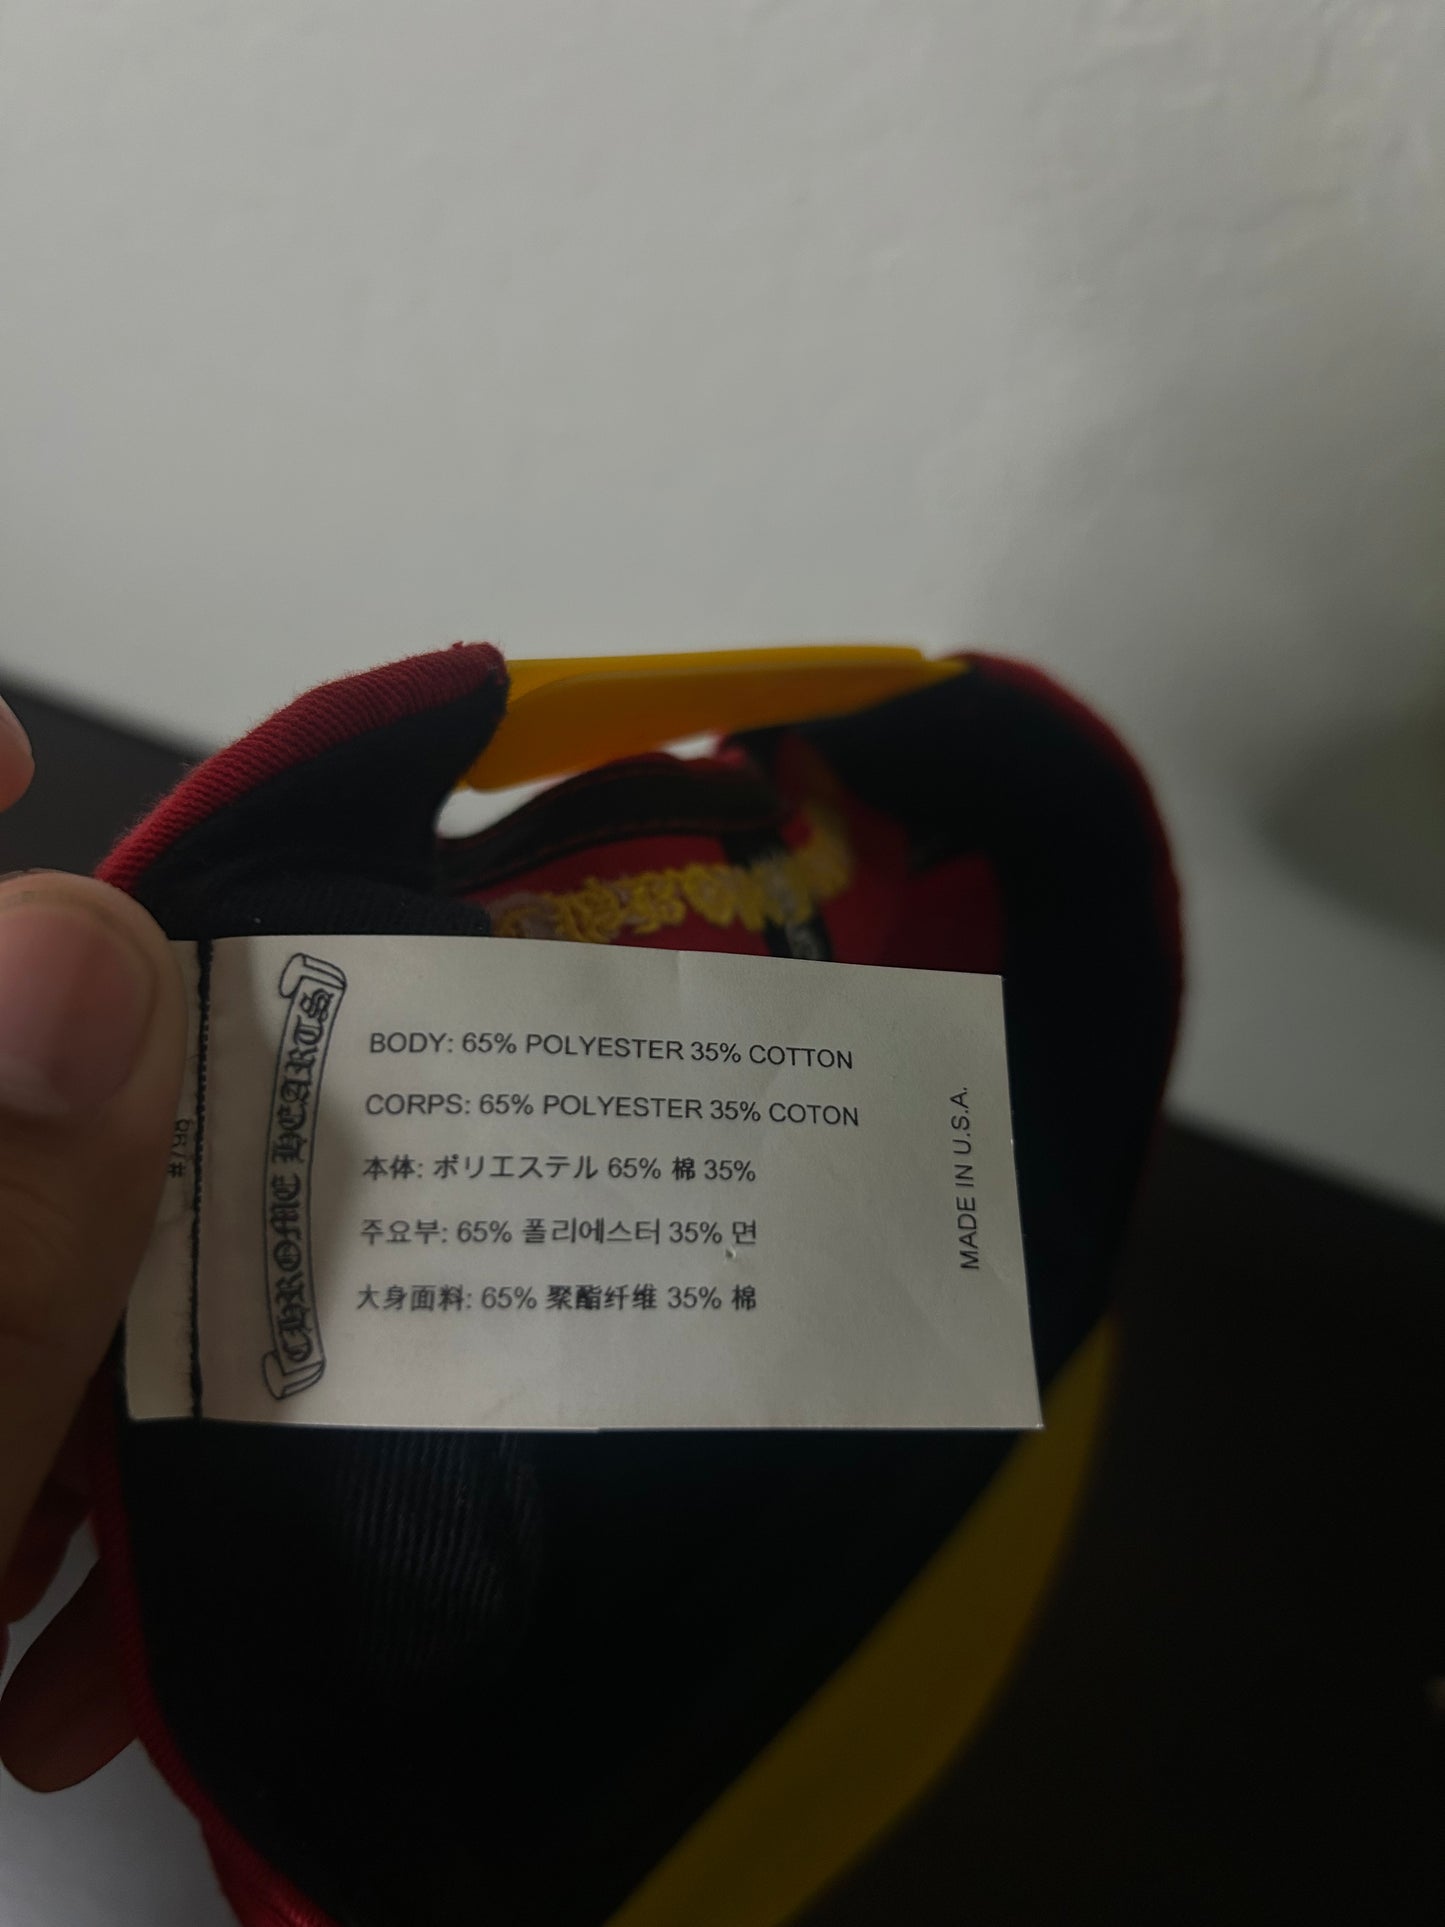 CHROME HEARTS
BODY: 65% POLYESTER 35% COTTON
CORPS: 65% POLYESTER 35% COTON
本体: ポリエステル 65% 棉 35%
주요부: 65% 폴리에스터 35% 면
大身面料: 65% 聚酯纤维 35% 棉
MADE IN U.S.A.